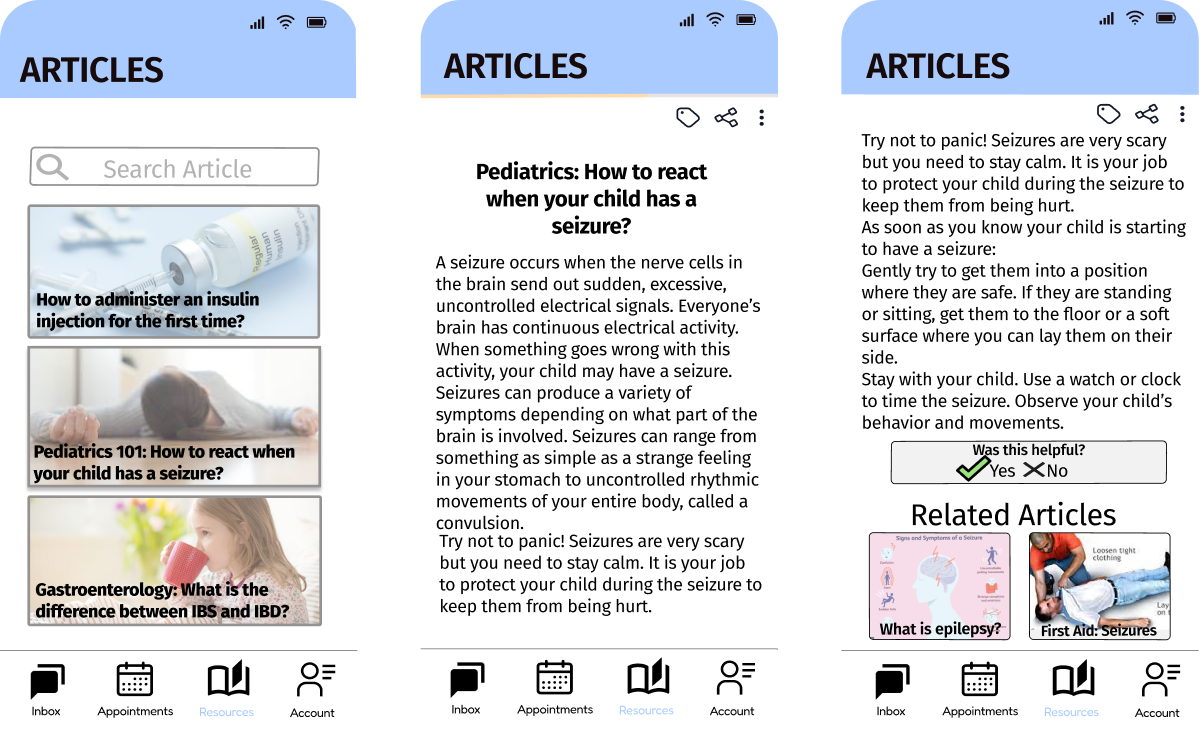 ARTICLES
Search Article
Regular
Human
Insulin
How to administer an insulin
injection for the first time?
Pediatrics 101: How to react when
your child has a seizure?
Gastroenterology: What is the
difference between IBS and IBD?
Inbox
Appointments
Resources
Account
ARTICLES
Pediatrics: How to react
when your child has a
seizure?
A seizure occurs when the nerve cells in
the brain send out sudden, excessive,
uncontrolled electrical signals. Everyone’s
brain has continuous electrical activity.
When something goes wrong with this
activity, your child may have a seizure.
Seizures can produce a variety of
symptoms depending on what part of the
brain is involved. Seizures can range from
something as simple as a strange feeling
in your stomach to uncontrolled rhythmic
movements of your entire body, called a
convulsion.
Try not to panic! Seizures are very scary
but you need to stay calm. It is your job
to protect your child during the seizure to
keep them from being hurt.
Inbox
Appointments
Resources
Account
ARTICLES
Try not to panic! Seizures are very scary
but you need to stay calm. It is your job
to protect your child during the seizure to
keep them from being hurt.
As soon as you know your child is starting
to have a seizure:
Gently try to get them into a position
where they are safe. If they are standing
or sitting, get them to the floor or a soft
surface where you can lay them on their
side.
Stay with your child. Use a watch or clock
to time the seizure. Observe your child’s
behavior and movements.
Was this helpful?
Yes No
Related Articles
Signs and Symptoms of a Seizure
What is epilepsy?
Loosen tight
clothing
Lay
on t
First Aid: Seizures
Inbox
Appointments
Resources
Account